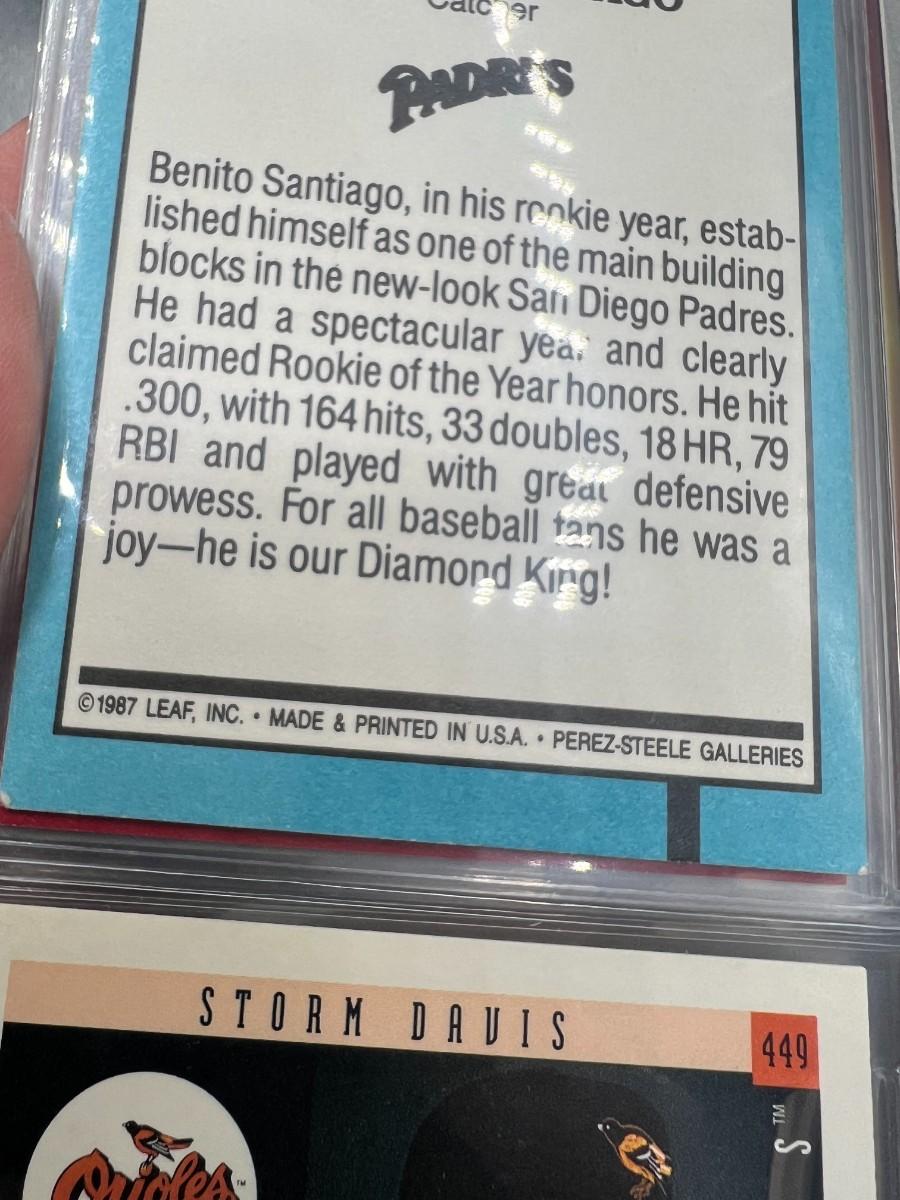 Catcher
PADRES
Benito Santiago, in his rookie year, estab-
lished himself as one of the main building
blocks in the new-look San Diego Padres.
He had a spectacular year and clearly
claimed Rookie of the Year honors. He hit
.300, with 164 hits, 33 doubles, 18 HR, 79
RBI and played with great defensive
prowess. For all baseball fans he was a
joy—he is our Diamond King!
©1987 LEAF, INC. • MADE & PRINTED IN U.S.A. • PEREZ-STEELE GALLERIES
STORM DAVIS
449
S™
Orioles™